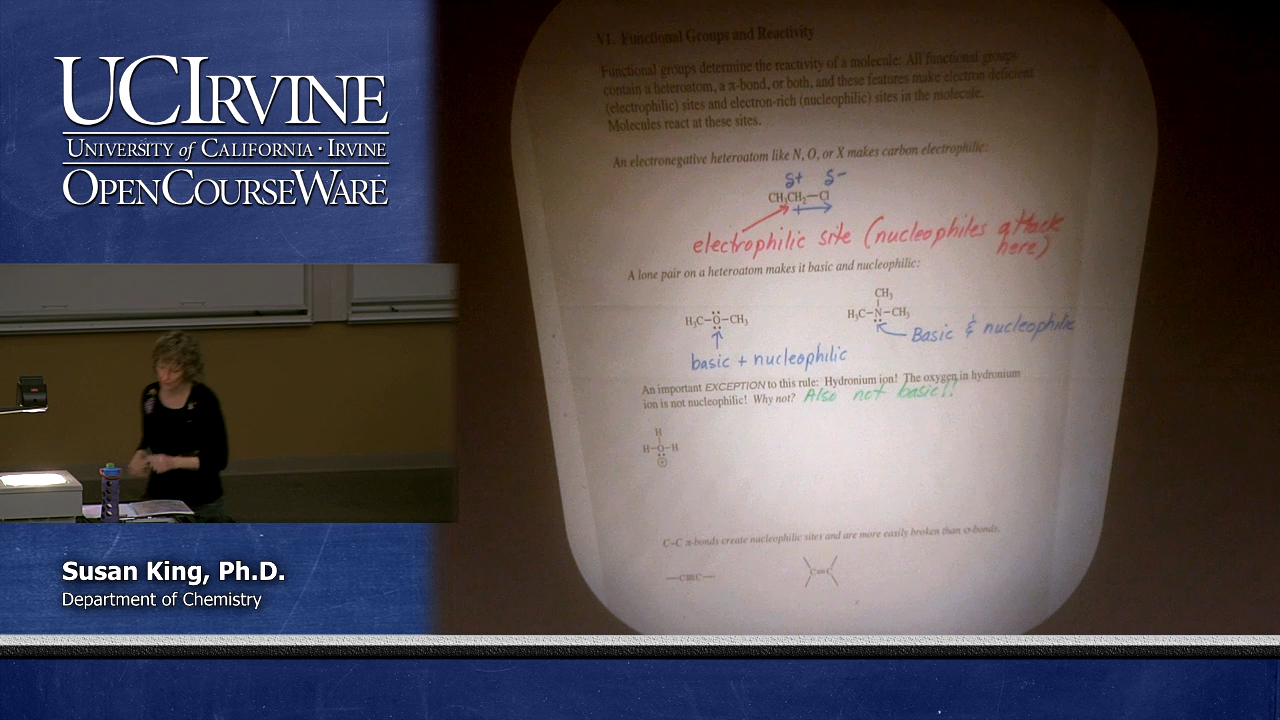 UCIRVINE
UNIVERSITY of CALIFORNIA · IRVINE
OPENCOURSEWARE
Susan King, Ph.D.
Department of Chemistry
VI. Functional Groups and Reactivity
Functional groups determine the reactivity of a molecule: All functional groups
contain a heteroatom, a π-bond, or both, and these features make electron deficient
(electrophilic) sites and electron-rich (nucleophilic) sites in the molecule.
Molecules react at these sites.
An electronegative heteroatom like N, O, or X makes carbon electrophilic:
δ+ δ−
CH₃CH₂—Cl
electrophilic site (nucleophiles attack
here)
A lone pair on a heteroatom makes it basic and nucleophilic:
CH₃
H₃C—O—CH₃ H₃C—N—CH₃
Basic & nucleophilic
basic + nucleophilic
An important EXCEPTION to this rule: Hydronium ion! The oxygen in hydronium
ion is not nucleophilic! Why not? Also not basic!!
H
H—O—H
⊕
C–C π-bonds create nucleophilic sites and are more easily broken than σ-bonds.
—C≡C— C=C